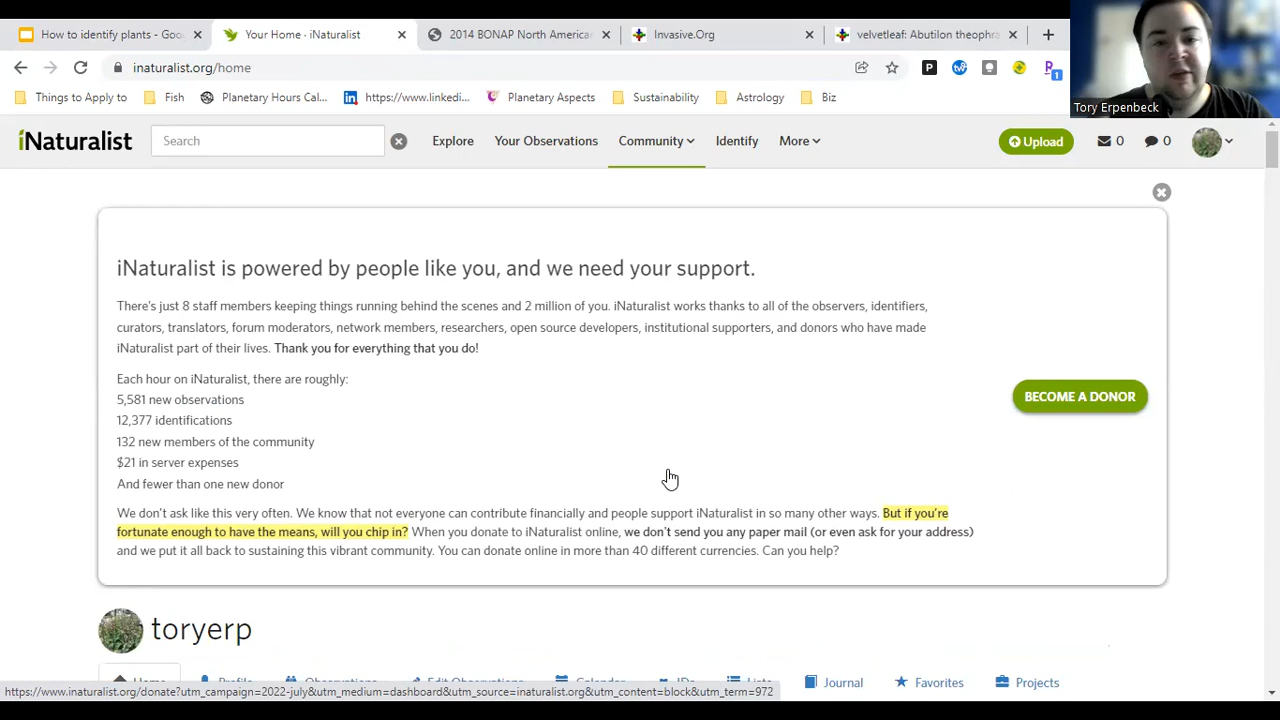 How to identify plants - Goo
Your Home · iNaturalist
2014 BONAP North American
Invasive.Org
velvetleaf: Abutilon theophra
inaturalist.org/home
P
R
1
Tory Erpenbeck
Things to Apply to
Fish
Planetary Hours Cal...
in
https://www.linkedi...
Planetary Aspects
Sustainability
Astrology
Biz
iNaturalist
Search
Explore
Your Observations
Community
Identify
More
Upload
0
0
iNaturalist is powered by people like you, and we need your support.
There's just 8 staff members keeping things running behind the scenes and 2 million of you. iNaturalist works thanks to all of the observers, identifiers,
curators, translators, forum moderators, network members, researchers, open source developers, institutional supporters, and donors who have made
iNaturalist part of their lives. Thank you for everything that you do!
Each hour on iNaturalist, there are roughly:
5,581 new observations
12,377 identifications
132 new members of the community
$21 in server expenses
And fewer than one new donor
BECOME A DONOR
We don't ask like this very often. We know that not everyone can contribute financially and people support iNaturalist in so many other ways. But if you're
fortunate enough to have the means, will you chip in? When you donate to iNaturalist online, we don't send you any paper mail (or even ask for your address)
and we put it all back to sustaining this vibrant community. You can donate online in more than 40 different currencies. Can you help?
toryerp
Home
Profile
Observations
Edit Observations
Calendar
IDs
Lists
Journal
Favorites
Projects
https://www.inaturalist.org/donate?utm_campaign=2022-july&utm_medium=dashboard&utm_source=inaturalist.org&utm_content=block&utm_term=972